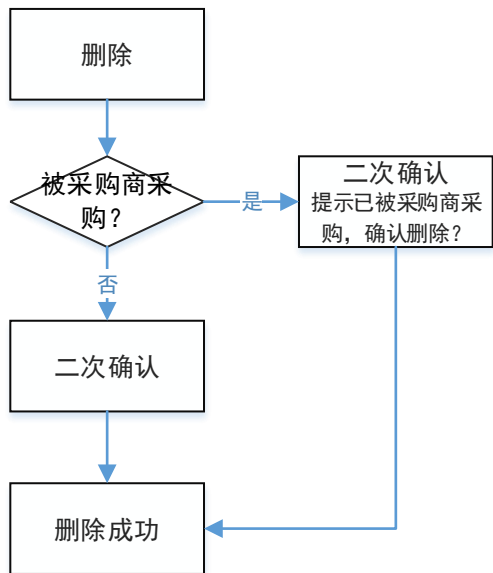 删除
被采购商采
购？
是
二次确认
提示已被采购商采
购，确认删除？
否
二次确认
删除成功